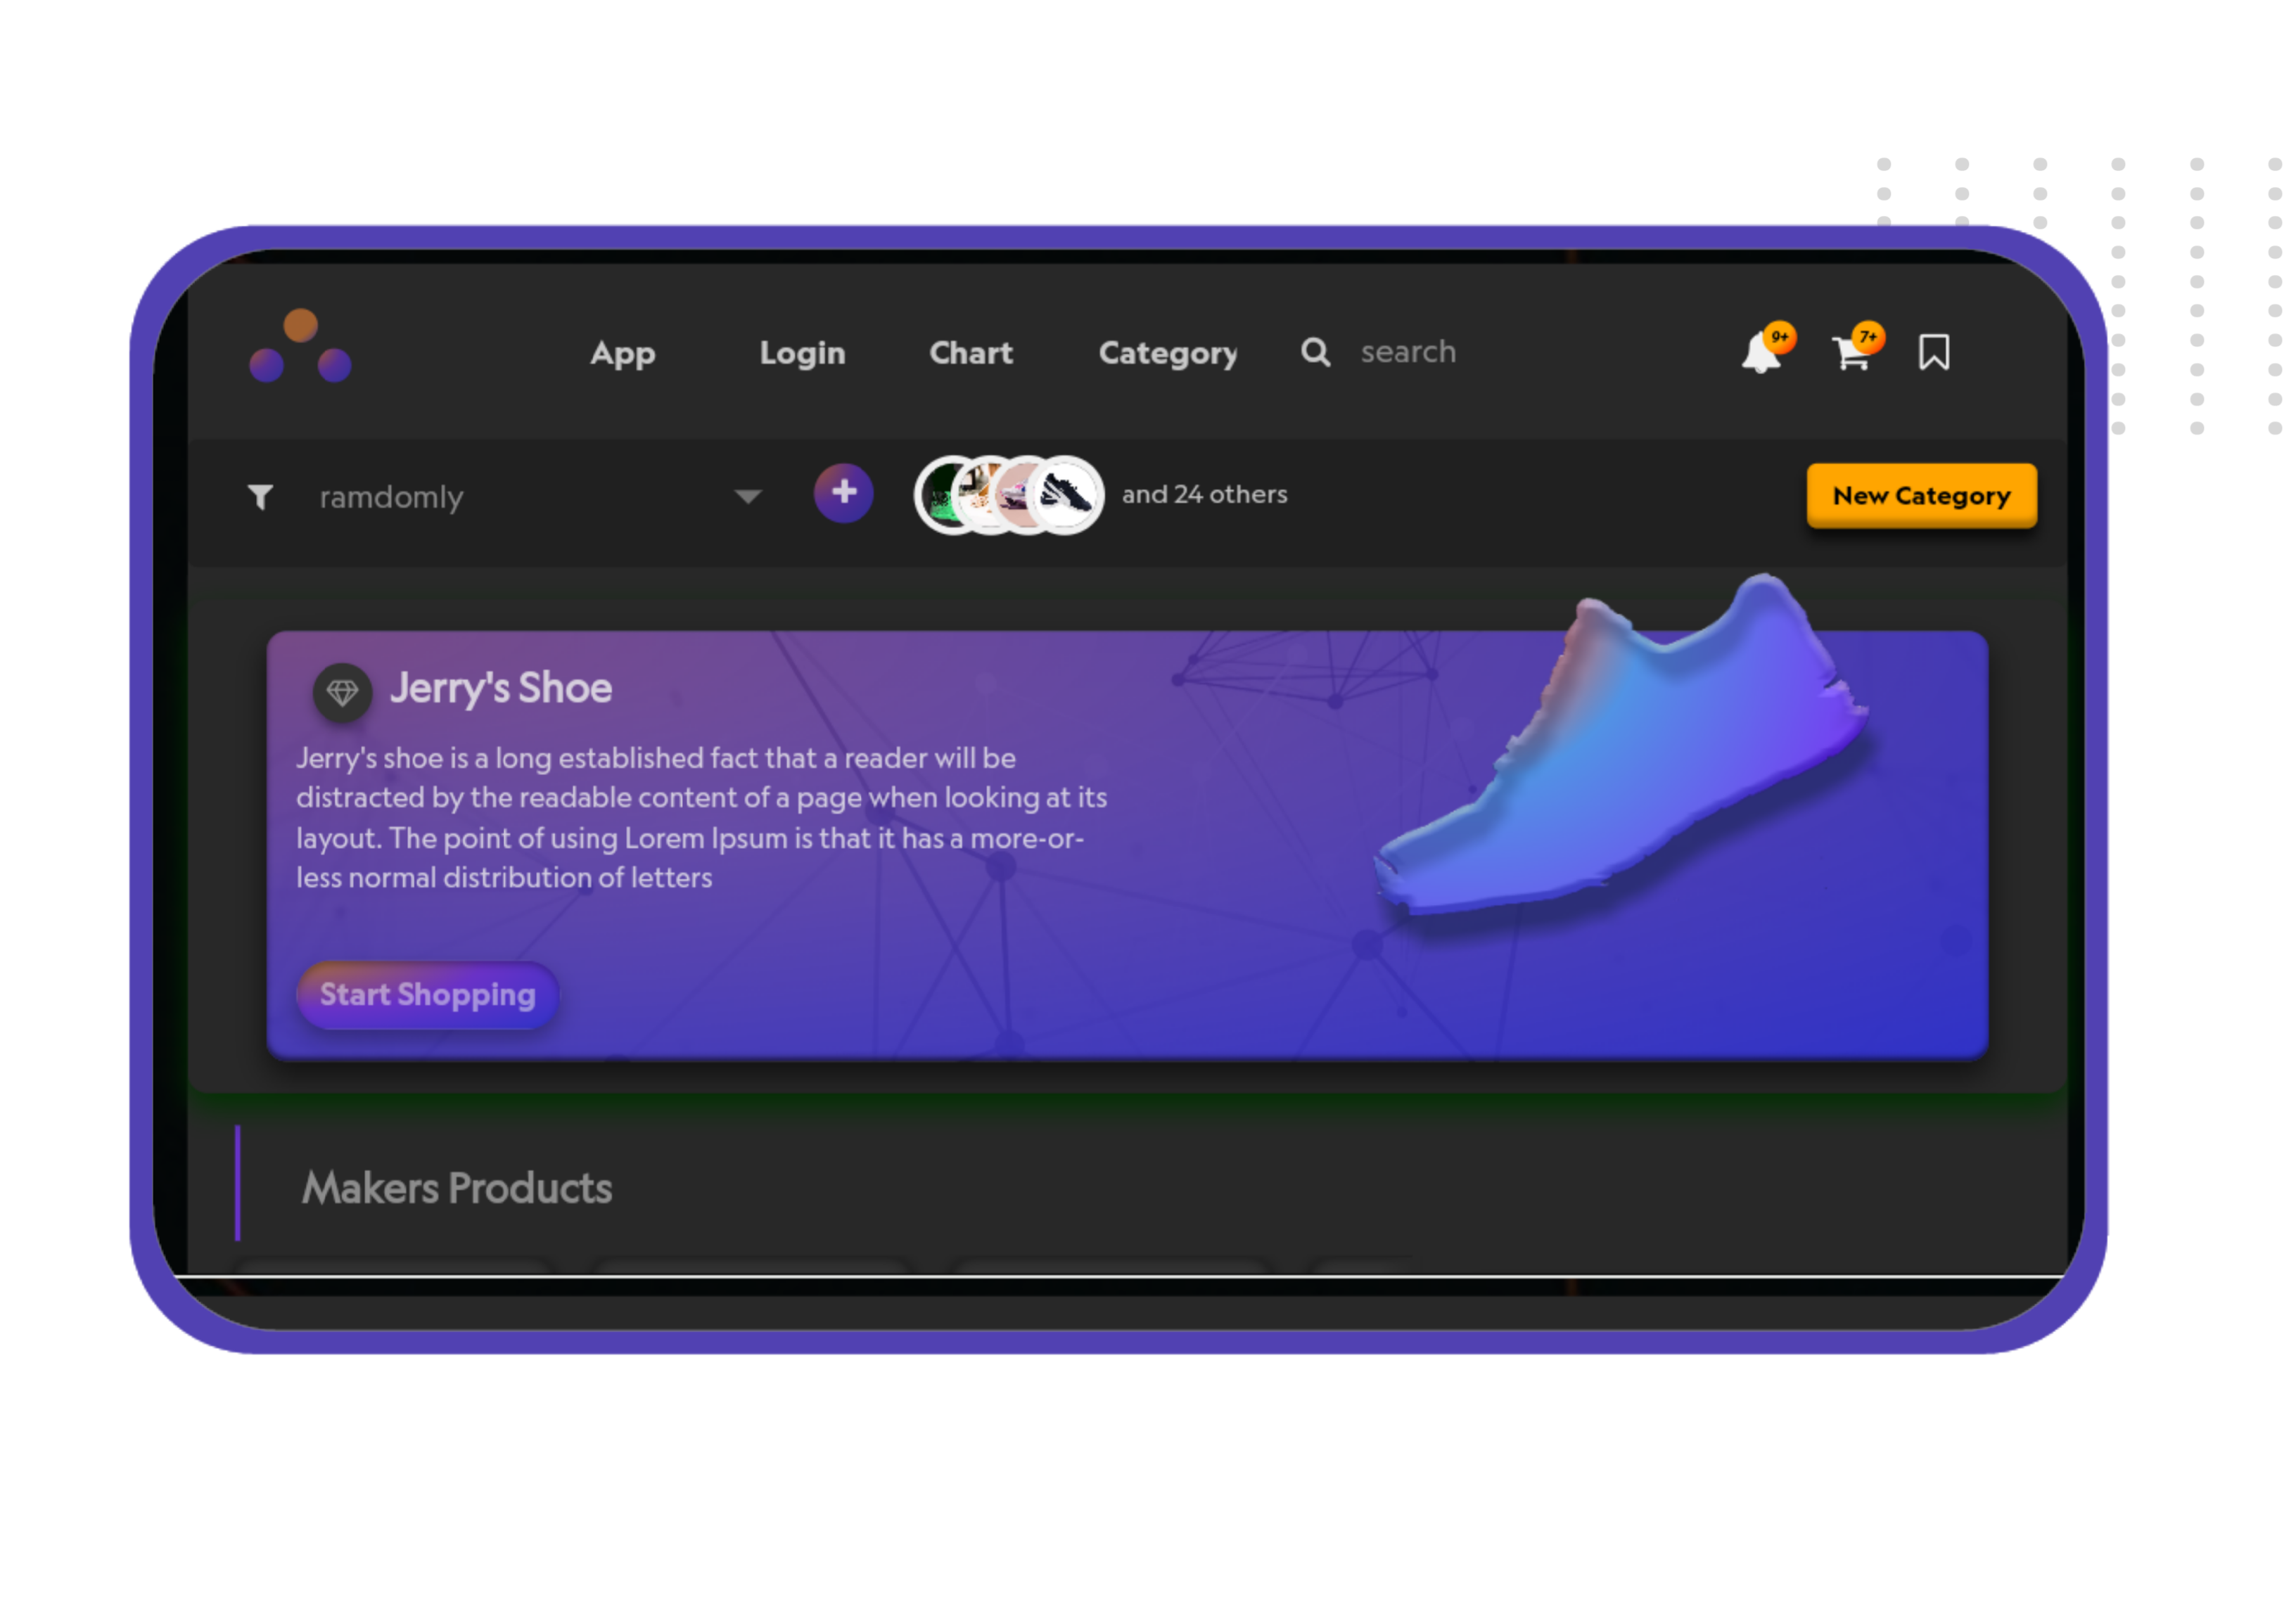 App Login Chart Category search 9+ 7+
ramdomly and 24 others New Category
Jerry's Shoe
Jerry's shoe is a long established fact that a reader will be
distracted by the readable content of a page when looking at its
layout. The point of using Lorem Ipsum is that it has a more-or-
less normal distribution of letters
Start Shopping
Makers Products